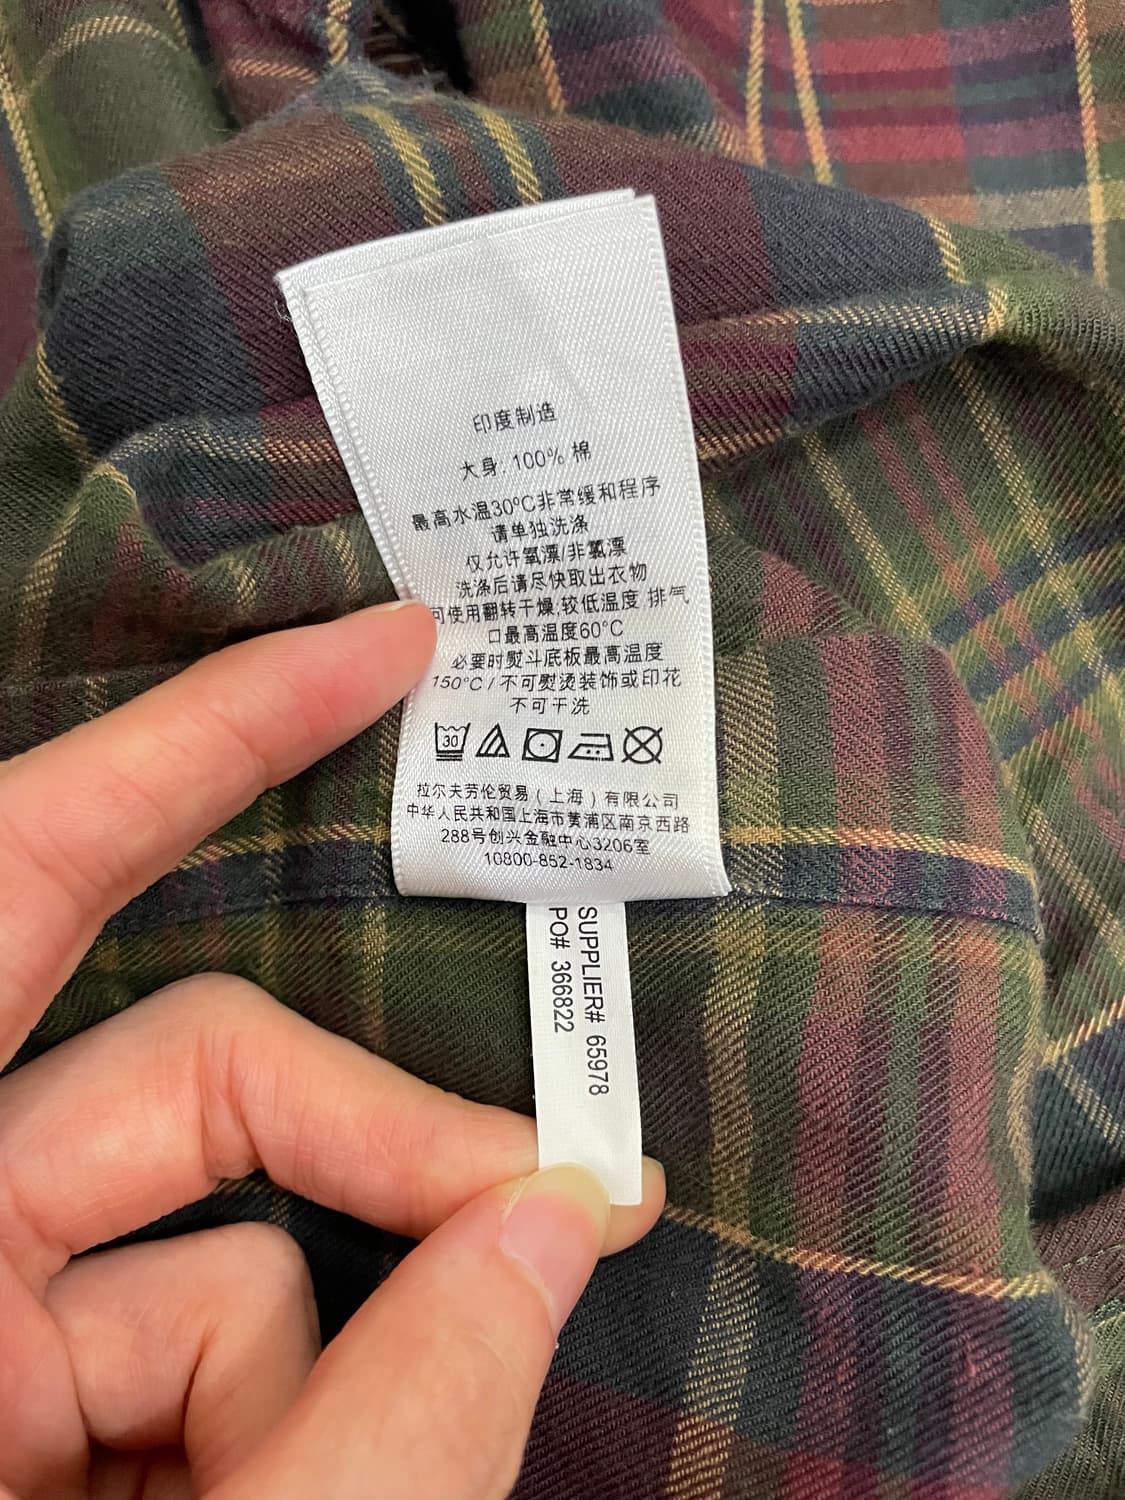 印度制造
大身: 100% 棉
最高水温30ºC非常缓和程序
请单独洗涤
仅允许氧漂/非氯漂
洗涤后请尽快取出衣物
可使用翻转干燥,较低温度 排气
口最高温度60°C
必要时熨斗底板最高温度
150°C / 不可熨烫装饰或印花
不可干洗
30
拉尔夫劳伦贸易 ( 上海 ) 有限公司
中华人民共和国上海市黄浦区南京西路
288号创兴金融中心3206室
10800-852-1834
SUPPLIER# 65978
PO# 366822